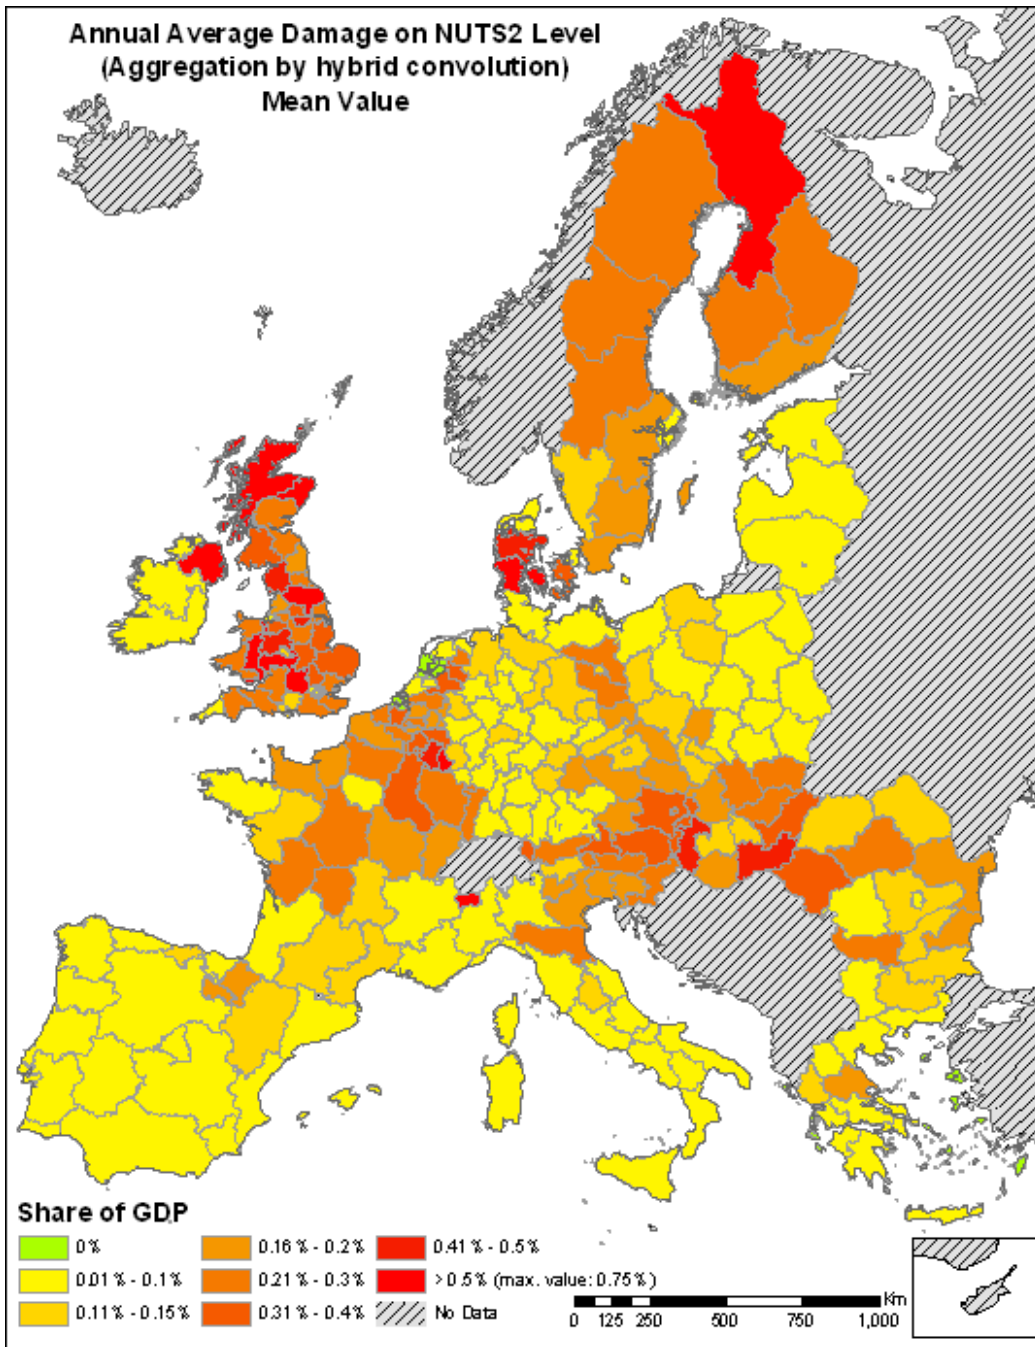 Annual Average Damage on NUTS2 Level
(Aggregation by hybrid convolution)
Mean Value
Share of GDP
0%
0.01 % - 0.1%
0.11% - 0.15%
0.16% - 0.2%
0.21% - 0.3%
0.31% - 0.4%
0.41% - 0.5%
> 0.5% (max. value: 0.75%)
No Data
Km
0 125 250 500 750 1,000